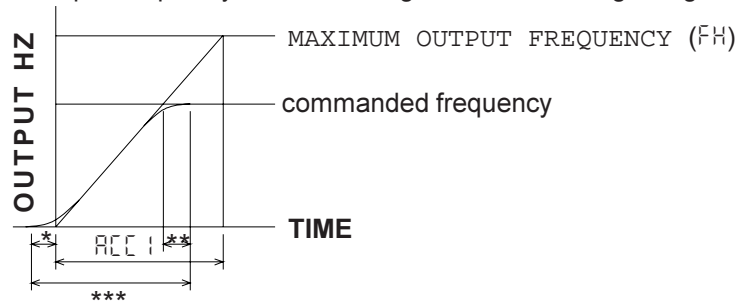 MAXIMUM OUTPUT FREQUENCY (FH)
commanded frequency
OUTPUT HZ
TIME
* ACC1 **
***